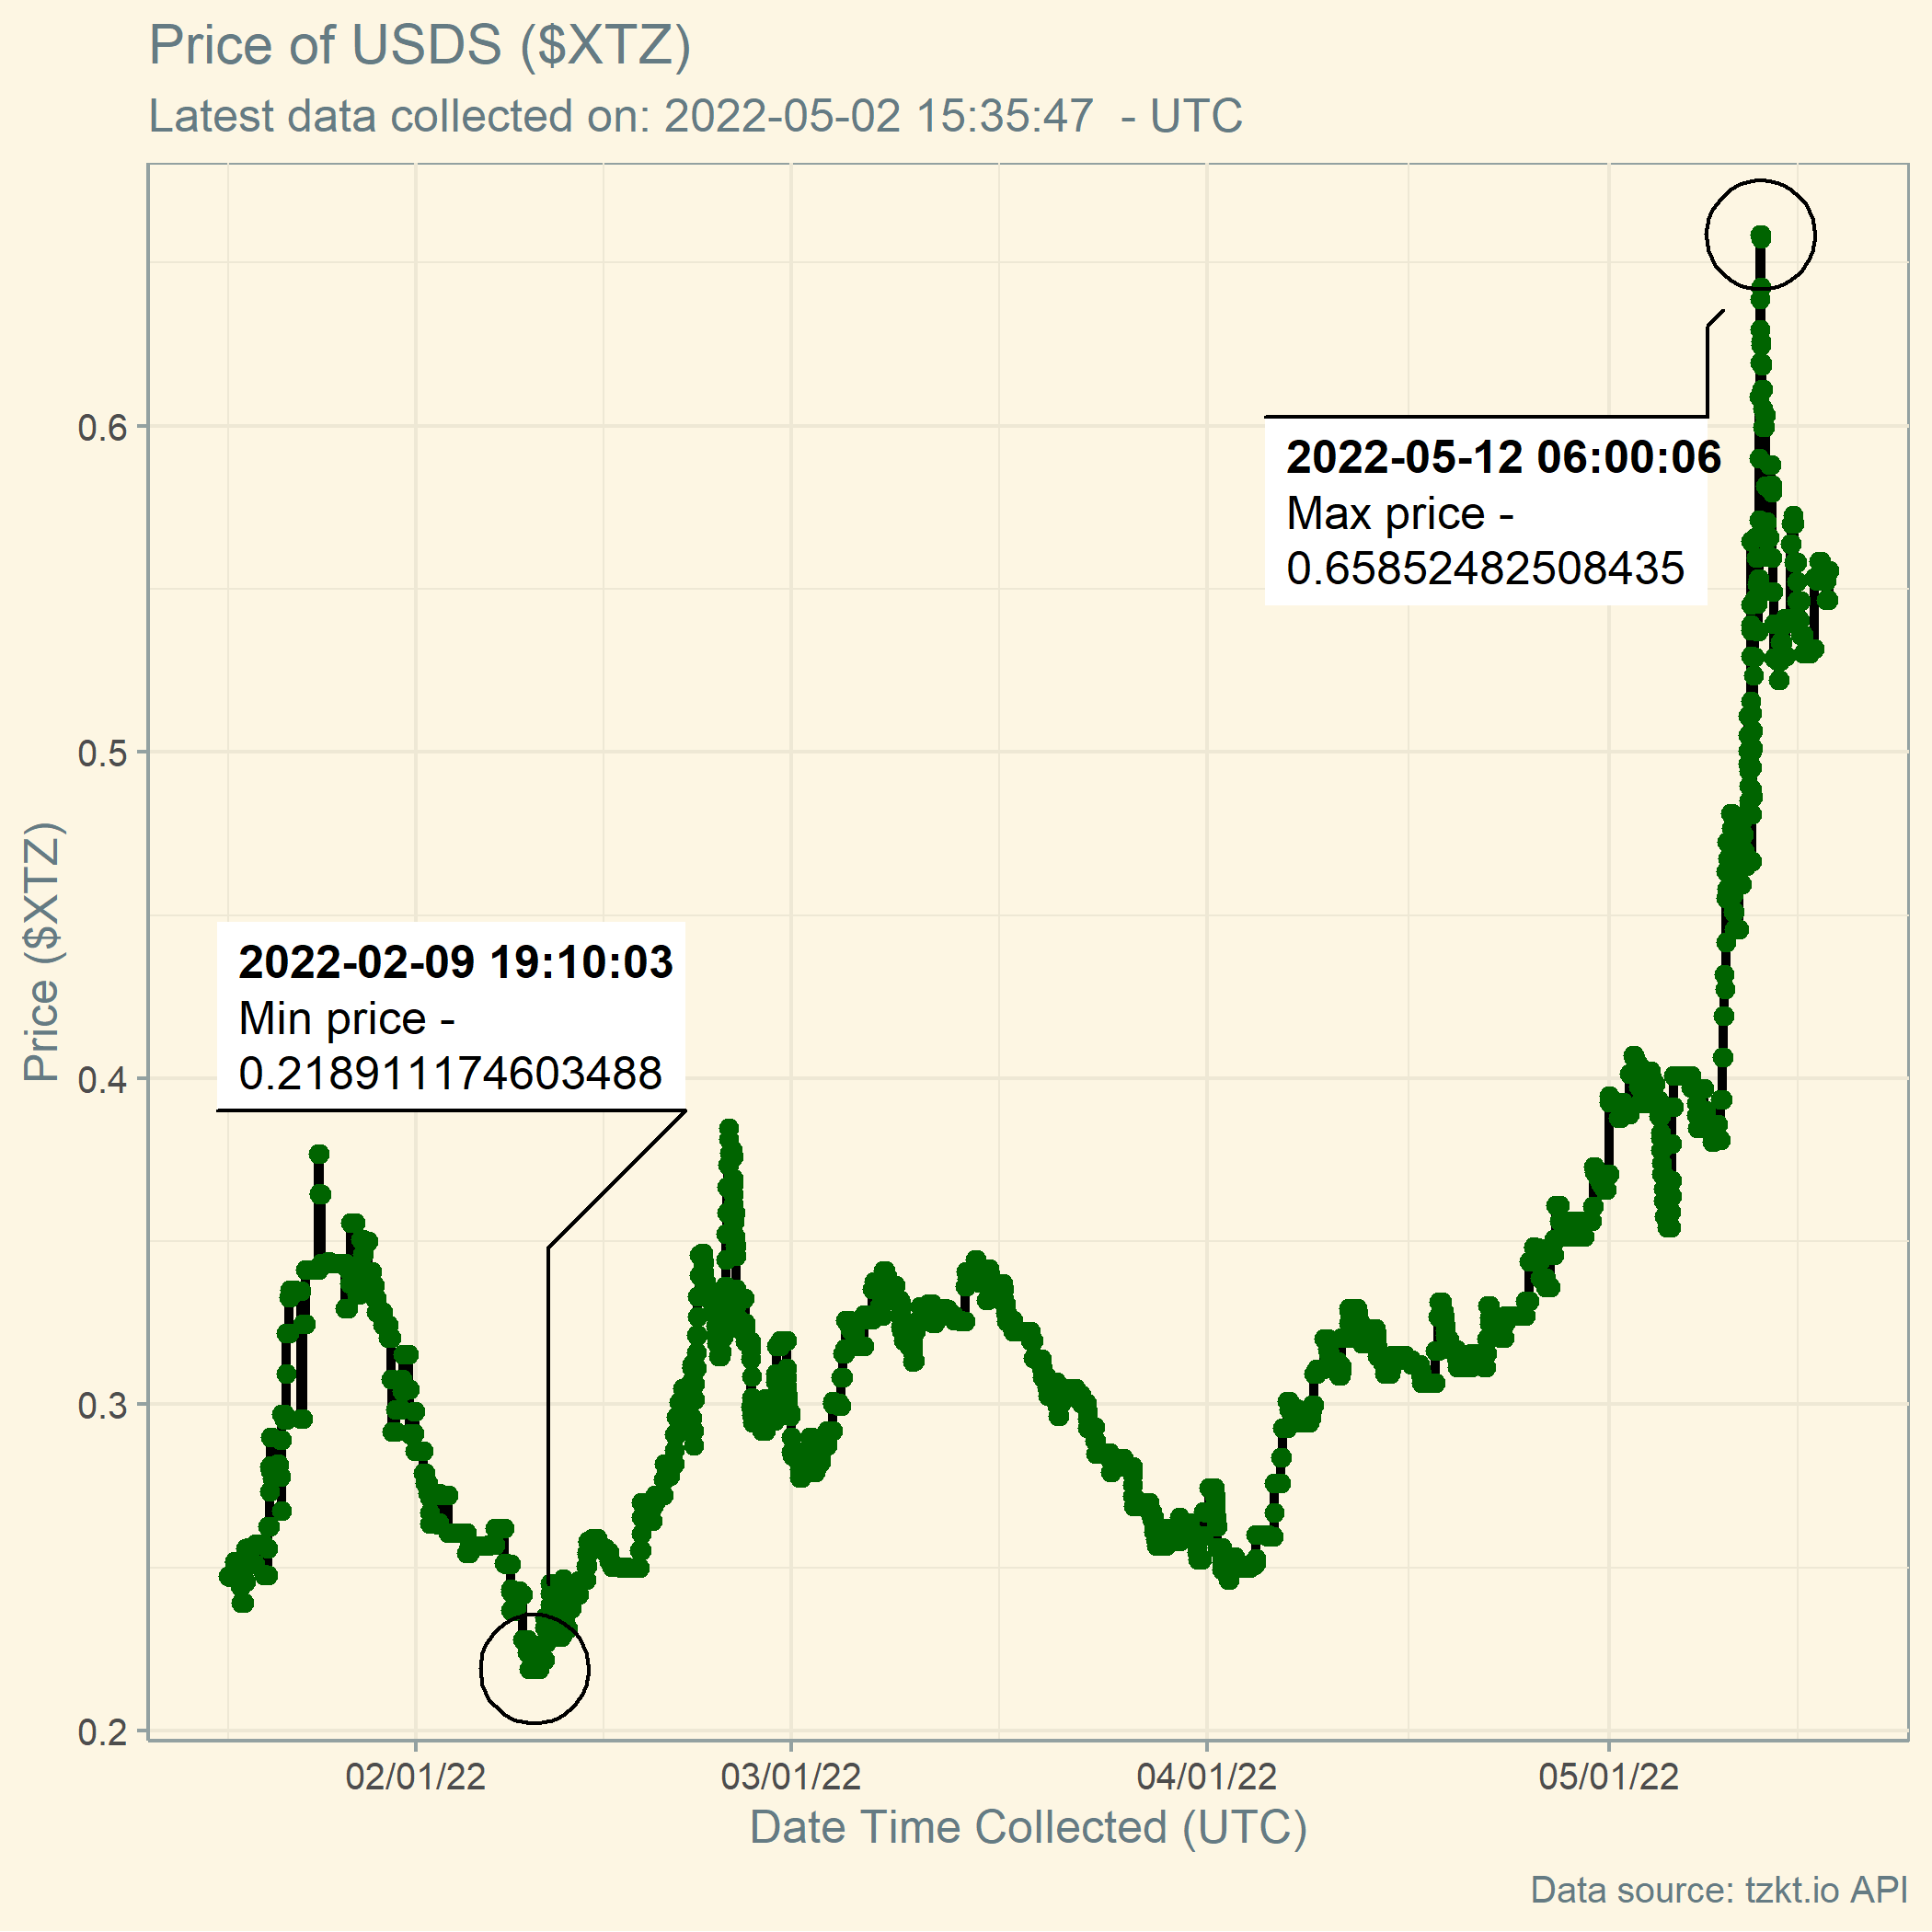 Price of USDS ($XTZ)
Latest data collected on: 2022-05-02 15:35:47  - UTC
2022-05-12 06:00:06
Max price -
0.65852482508435
2022-02-09 19:10:03
Min price -
0.218911174603488
Price ($XTZ)
0.6
0.5
0.4
0.3
0.2
02/01/22 03/01/22 04/01/22 05/01/22
Date Time Collected (UTC)
Data source: tzkt.io API